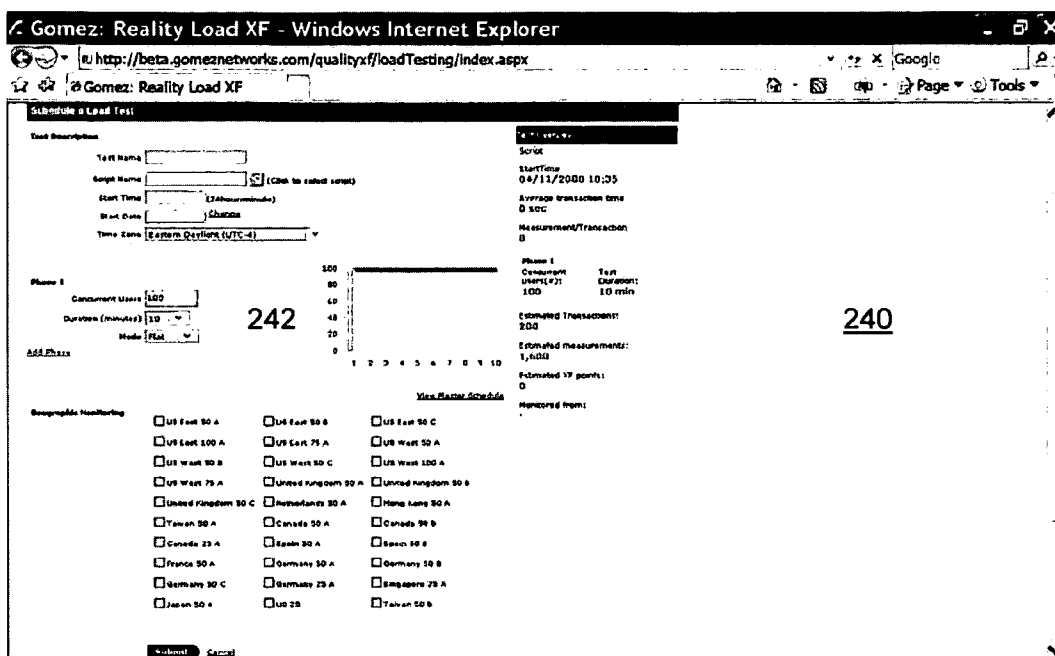 Gomez: Reality Load XF - Windows Internet Explorer
http://beta.gomeznetworks.com/qualityxf/loadTesting/index.aspx
Google
Gomez: Reality Load XF
Page
Tools
Schedule a Load Test
Test Description
Test Name
Script Name
(Click to select script)
Start Time
(24hour:minute)
Start Date
Change
Time Zone
Eastern Daylight (UTC-4)
Phase 1
Concurrent Users
100
Duration (minutes)
10
Mode
Flat
Add Phase
242
100
80
60
40
20
0
1 2 3 4 5 6 7 8 9 10
View Master Schedule
Script
StartTime
10:35
Average transaction time
0 sec
Measurement/Transaction
8
Phase 1
Concurrent Users(#):
Test Duration:
100
10 min
Estimated Transactions:
200
Estimated measurements:
1,600
Estimated XF points:
0
Monitored from:
240
Geographic Monitoring
US East 50 A
US East 50 B
US East 50 C
US East 100 A
US East 75 A
US West 50 A
US West 50 B
US West 50 C
US West 100 A
US West 75 A
United Kingdom 50 A
United Kingdom 50 B
United Kingdom 50 C
Netherlands 50 A
Hong Kong 50 A
Taiwan 50 A
Canada 50 A
Canada 50 B
Canada 25 A
Spain 50 A
Spain 50 B
France 50 A
Germany 50 A
Germany 50 B
Germany 50 C
Germany 25 A
Singapore 25 A
Japan 50 A
US 25
Taiwan 50 B
Submit
Cancel